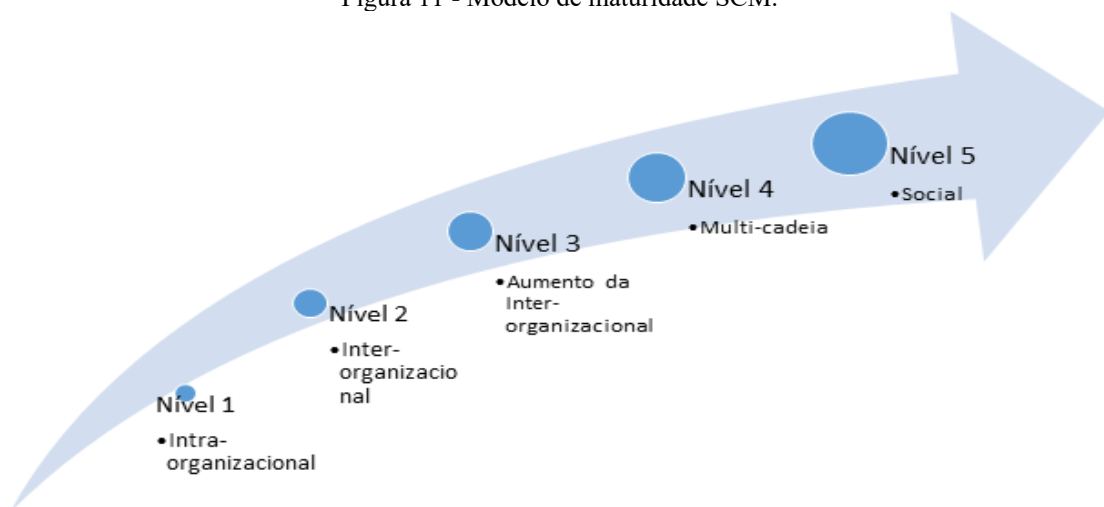 Figura 11 - Modelo de maturidade SCM.
Nível 1
•Intra-
organizacional
Nível 2
•Inter-
organizacio
nal
Nível 3
•Aumento da
Inter-
organizacional
Nível 4
•Multi-cadeia
Nível 5
•Social